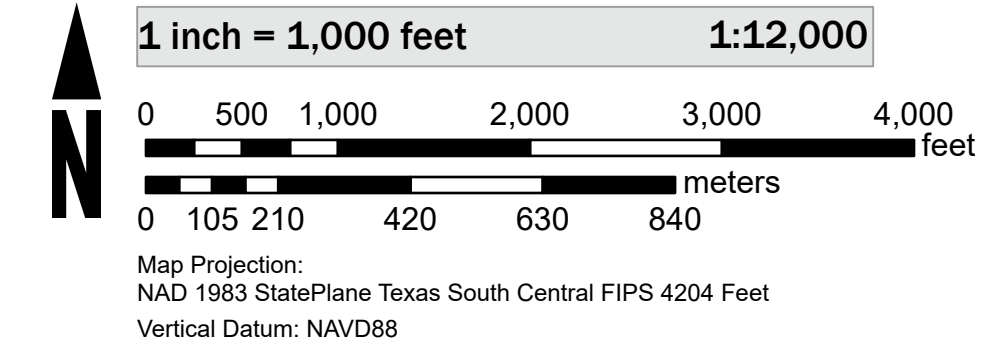 1 inch = 1,000 feet 1:12,000
0 500 1,000 2,000 3,000 4,000
feet
meters
0 105 210 420 630 840
N
Map Projection:
NAD 1983 StatePlane Texas South Central FIPS 4204 Feet
Vertical Datum: NAVD88